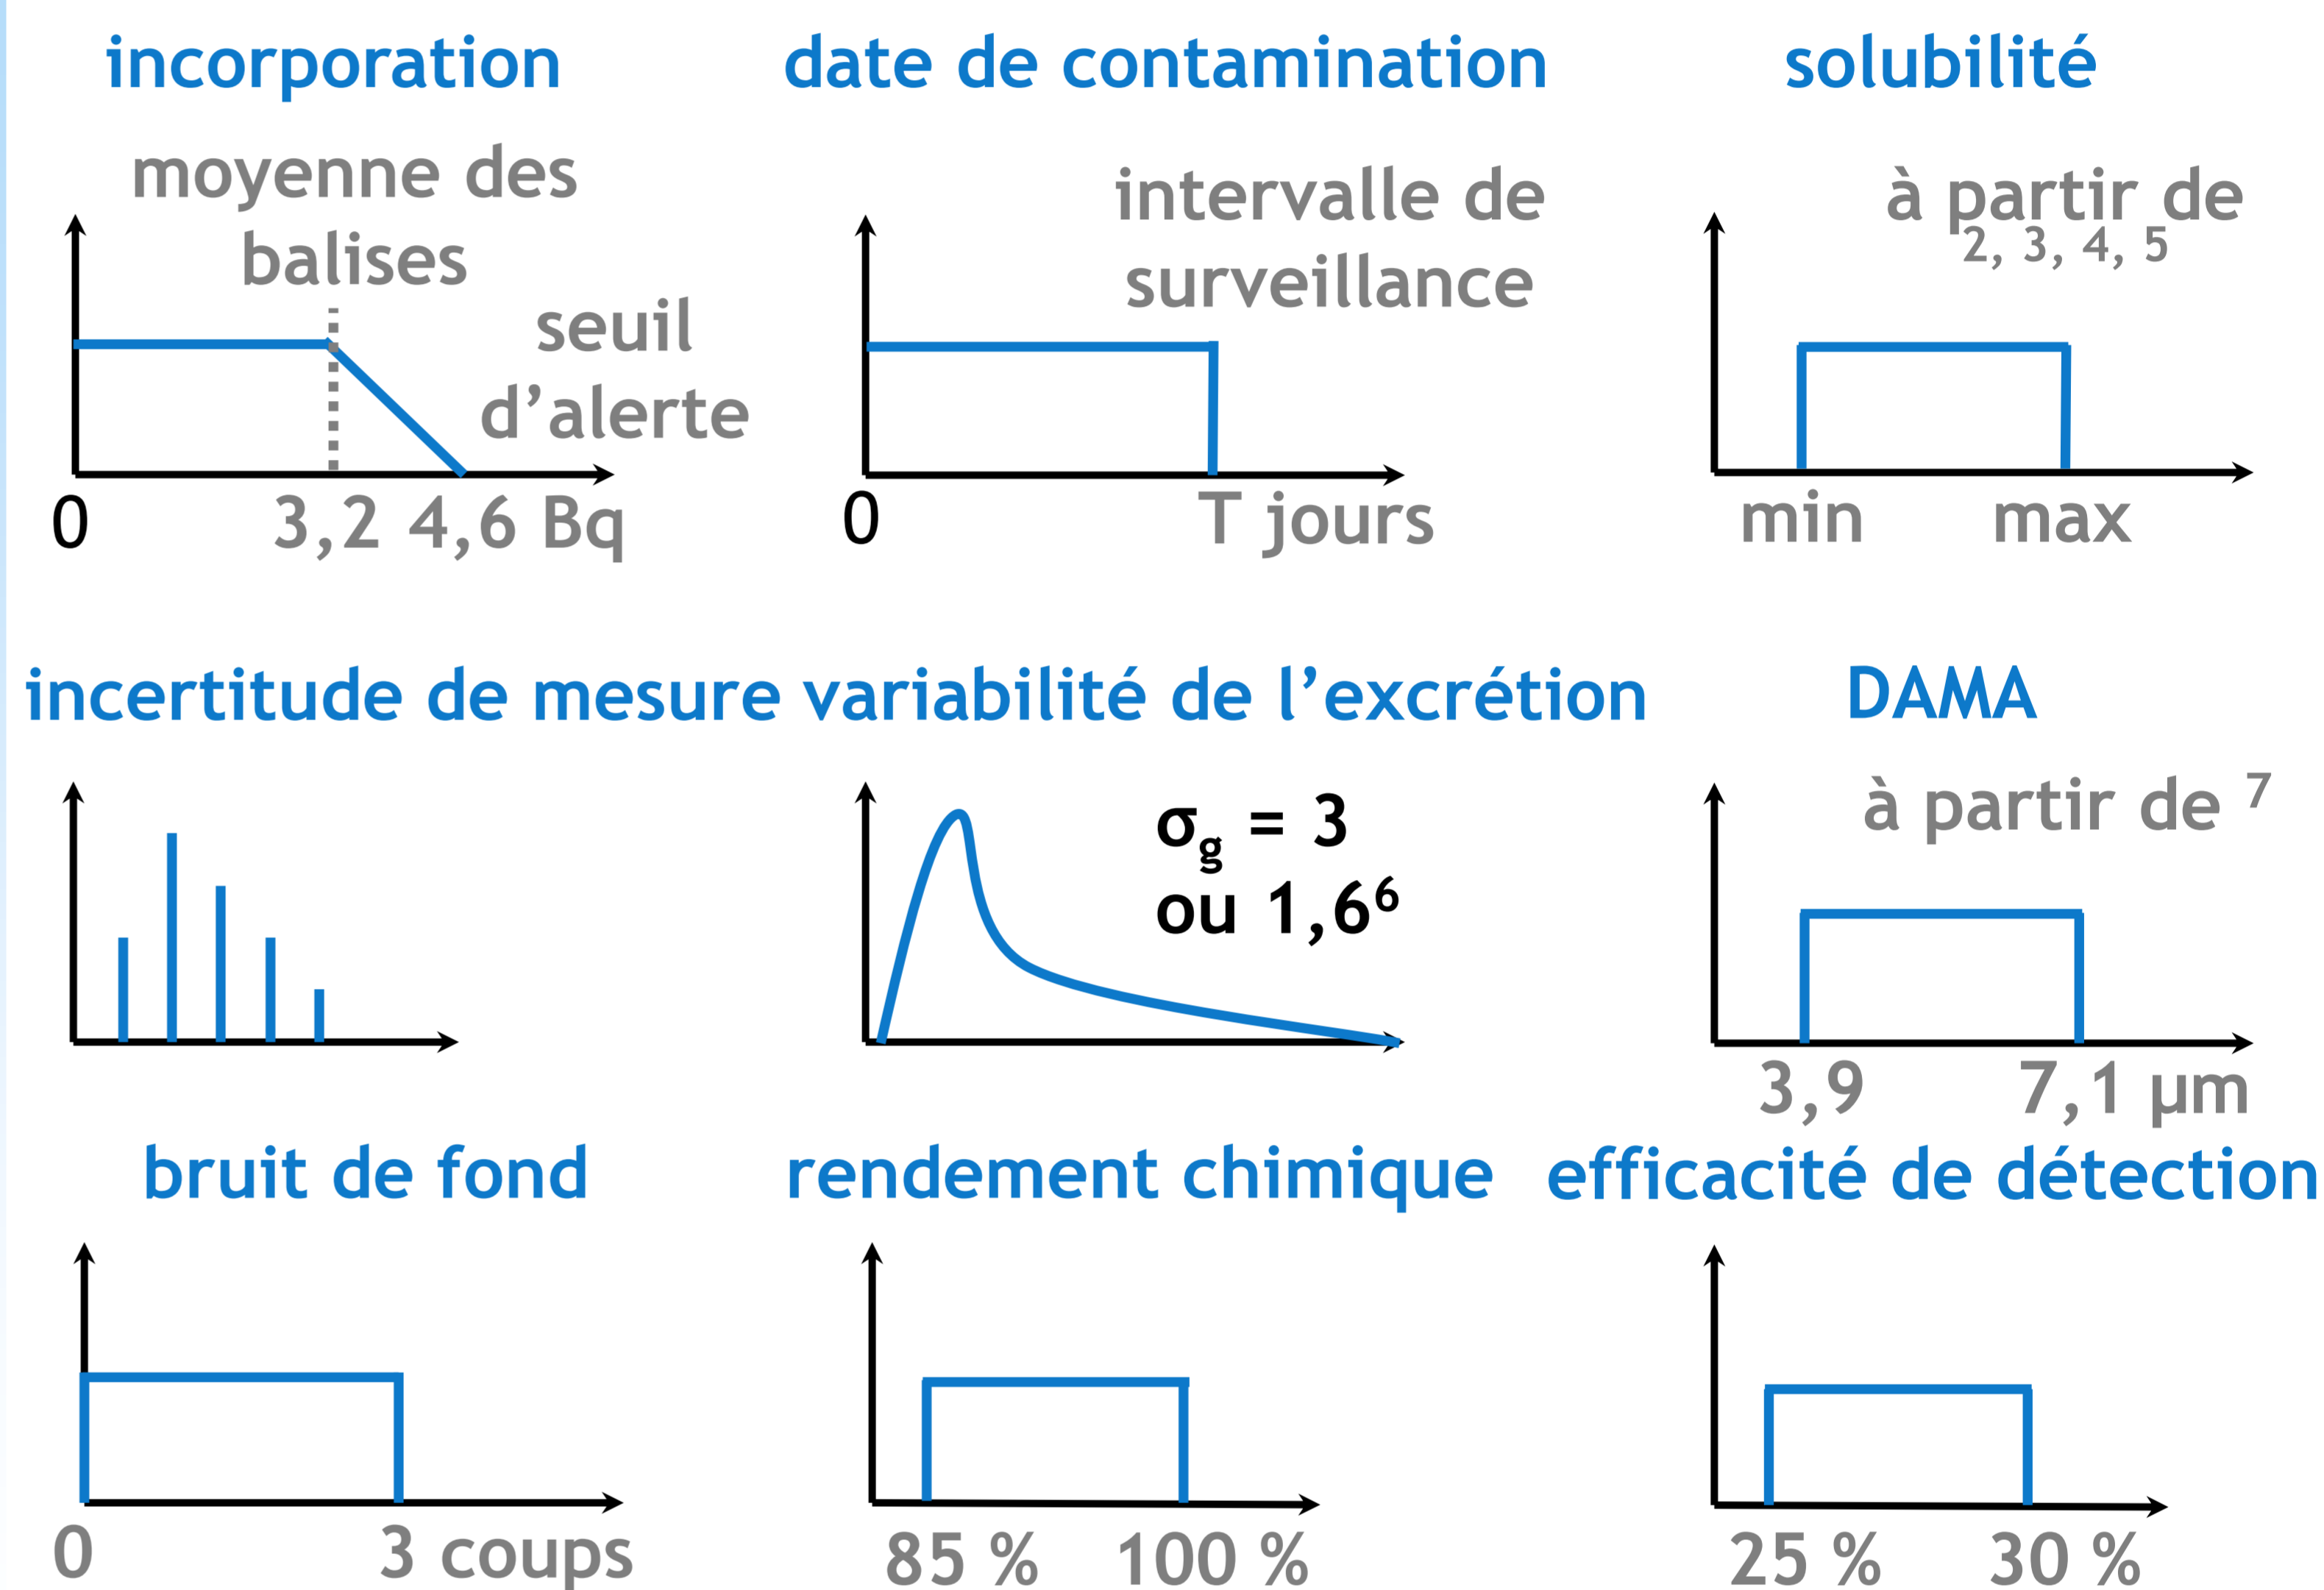 incorporation
moyenne des
balises
seuil
d’alerte
0 3,2 4,6 Bq
date de contamination
intervalle de
surveillance
0 T jours
solubilité
à partir de
2, 3, 4, 5
min max
incertitude de mesure
variabilité de l’excrétion
σg = 3
ou 1,6⁶
DAMA
à partir de ⁷
3,9 7,1 µm
bruit de fond
0 3 coups
rendement chimique
85 % 100 %
efficacité de détection
25 % 30 %